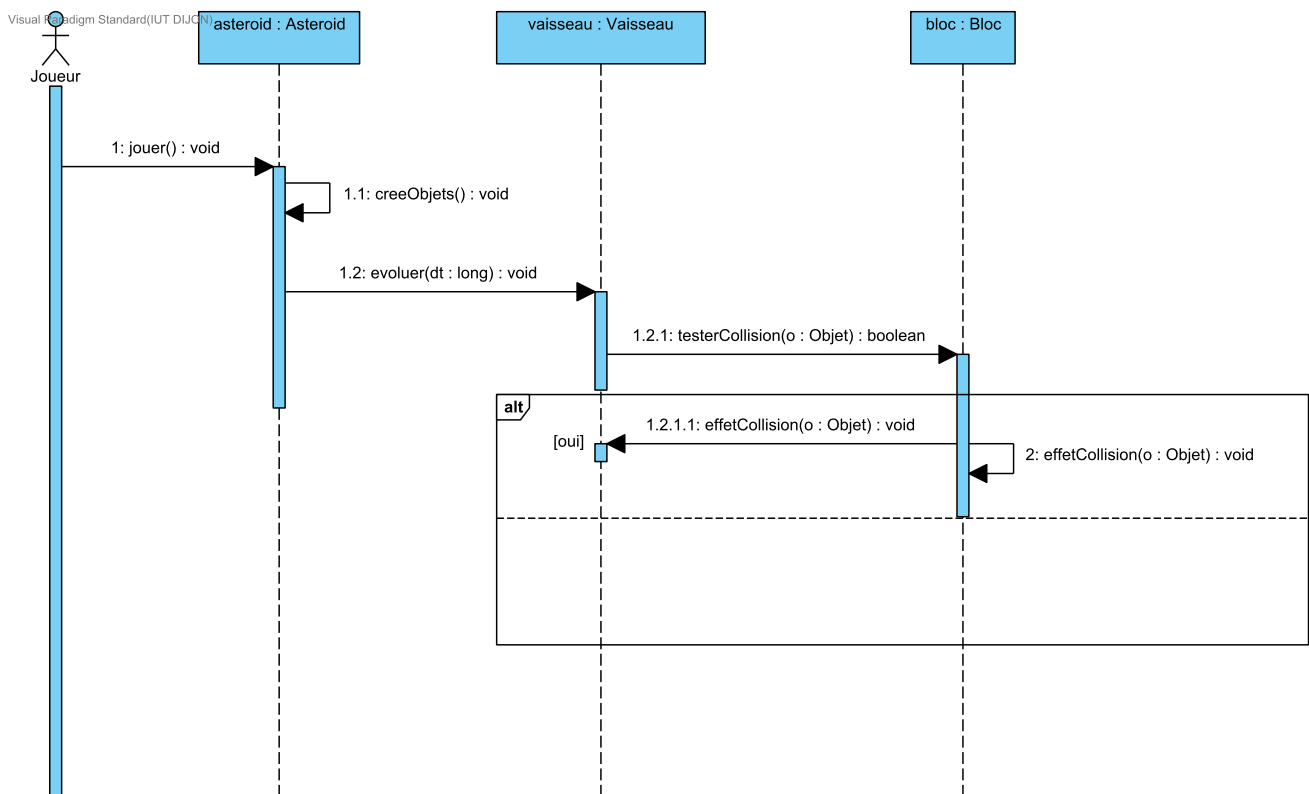 Visual Paradigm Standard(IUT DIJON)
asteroid : Asteroid
vaisseau : Vaisseau
bloc : Bloc
Joueur
1: jouer() : void
1.1: creeObjets() : void
1.2: evoluer(dt : long) : void
1.2.1: testerCollision(o : Objet) : boolean
alt
1.2.1.1: effetCollision(o : Objet) : void
[oui]
2: effetCollision(o : Objet) : void